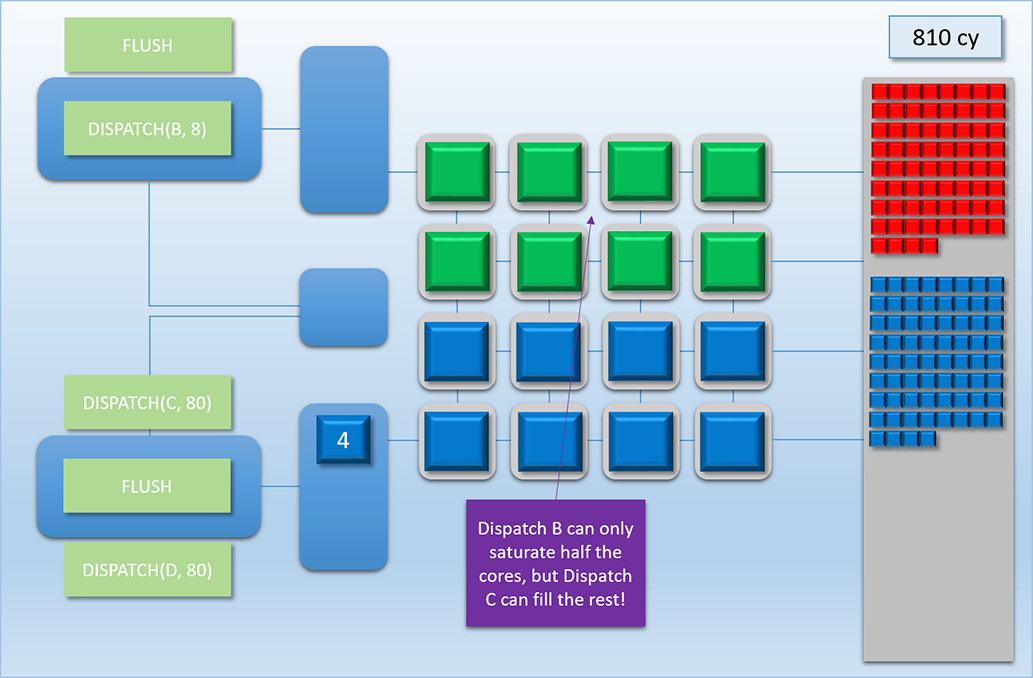 FLUSH
810 cy
DISPATCH(B, 8)
DISPATCH(C, 80)
4
FLUSH
DISPATCH(D, 80)
Dispatch B can only
saturate half the
cores, but Dispatch
C can fill the rest!